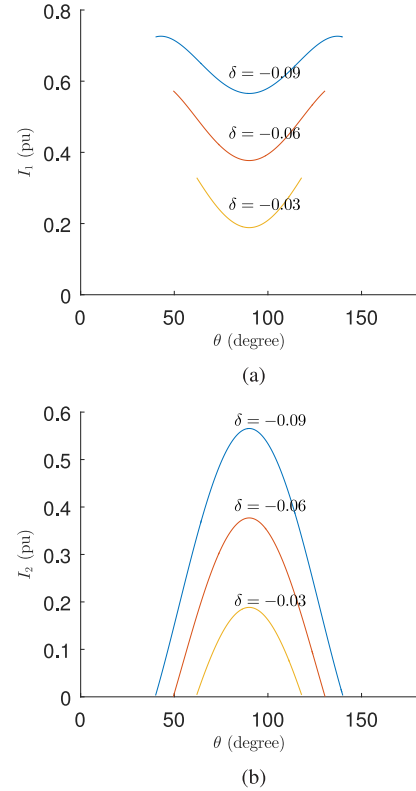 0.8
0.6
0.4
0.2
0
I₁ (pu)
δ = −0.09
δ = −0.06
δ = −0.03
0 50 100 150
θ (degree)
(a)
0.6
0.5
0.4
0.3
0.2
0.1
0
I₂ (pu)
δ = −0.09
δ = −0.06
δ = −0.03
0 50 100 150
θ (degree)
(b)